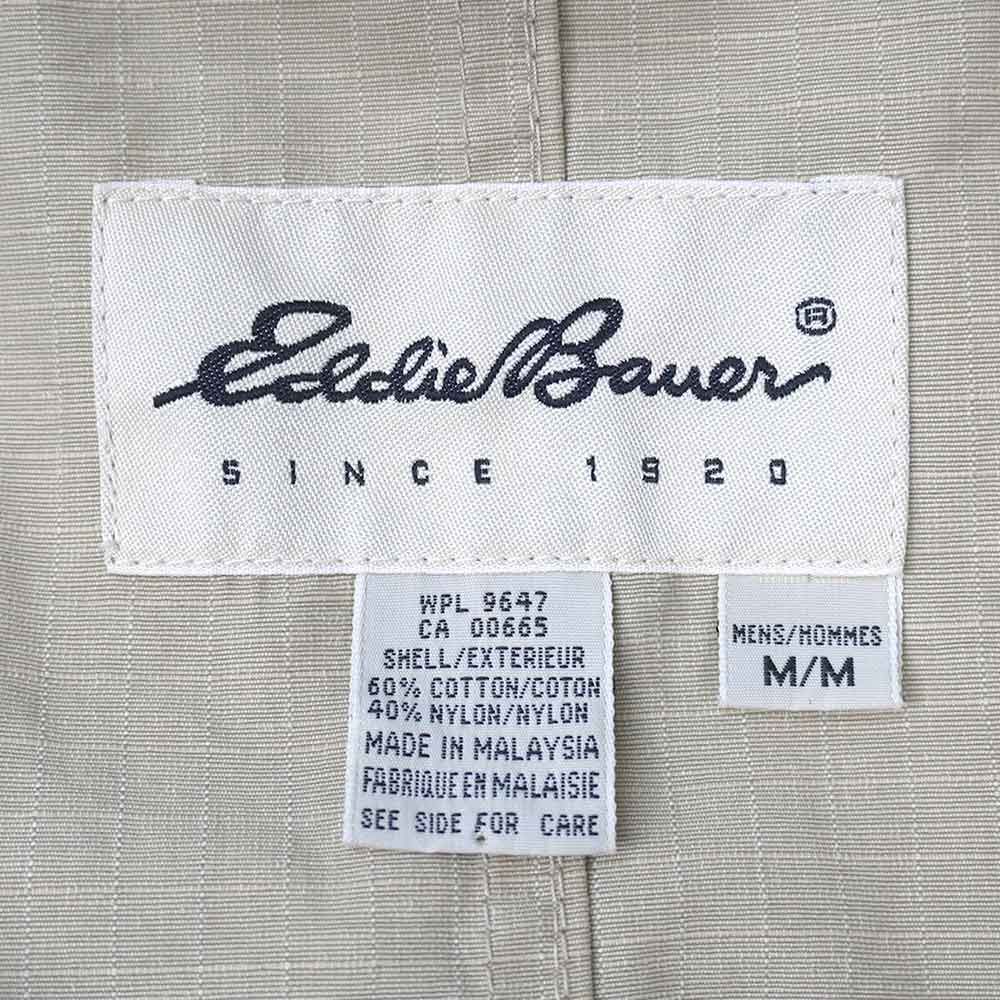 Eddie Bauer®
SINCE 1920
WPL 9647
CA 00665
SHELL/EXTERIEUR
60% COTTON/COTON
40% NYLON/NYLON
MADE IN MALAYSIA
FABRIQUE EN MALAISIE
SEE SIDE FOR CARE
MENS/HOMMES
M/M